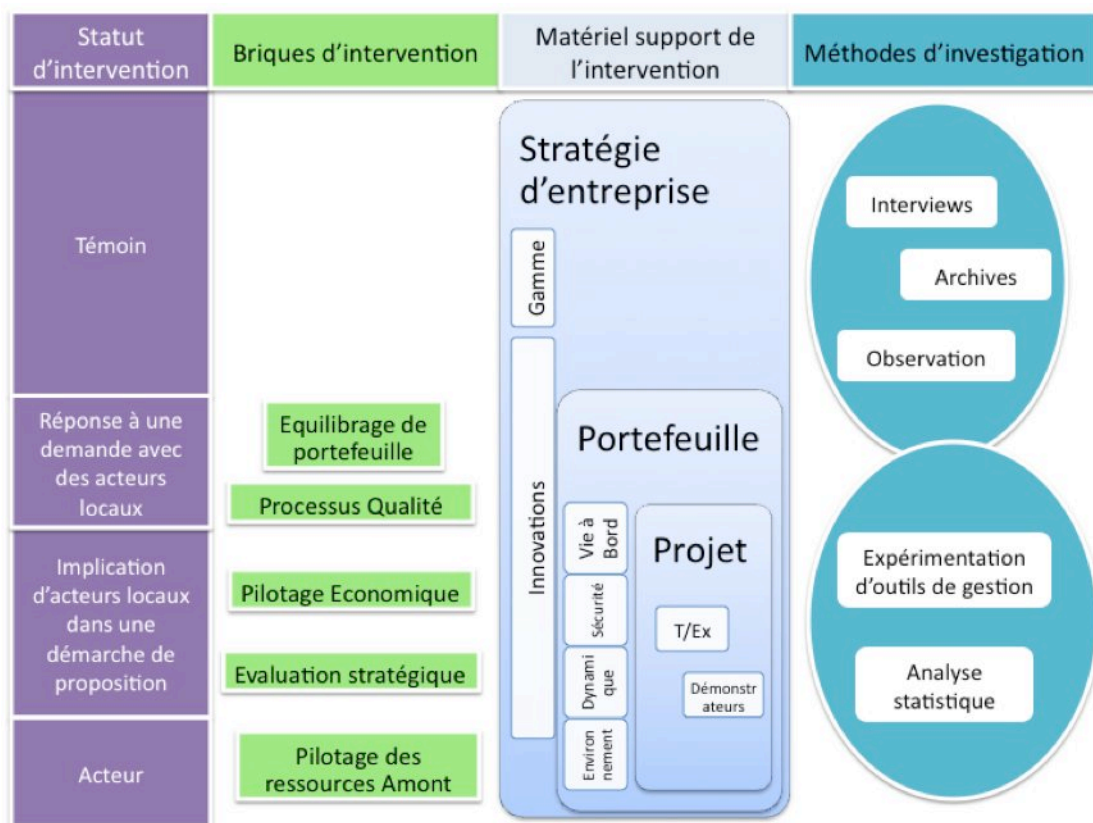 Statut
d'intervention
Briques d'intervention
Matériel support de
l'intervention
Méthodes d'investigation
Témoin
Réponse à une
demande avec
des acteurs
locaux
Implication
d'acteurs locaux
dans une
démarche de
proposition
Acteur
Equilibrage de
portefeuille
Processus Qualité
Pilotage Economique
Evaluation stratégique
Pilotage des
ressources Amont
Stratégie
d'entreprise
Gamme
Innovations
Portefeuille
Vie à
Bord
Sécurité
Dynami
que
Environ
nement
Projet
T/Ex
Démonstr
ateurs
Interviews
Archives
Observation
Expérimentation
d'outils de gestion
Analyse
statistique